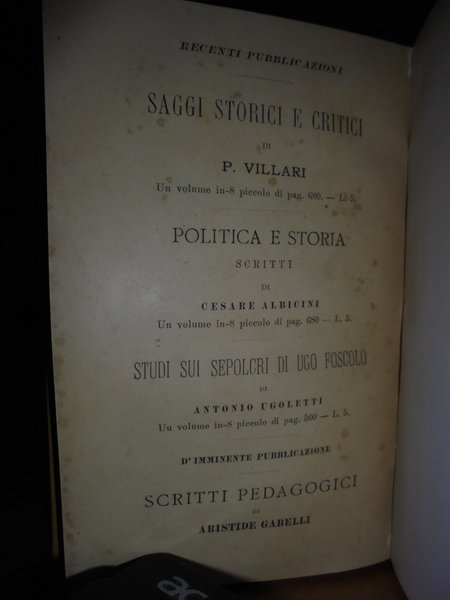 RECENTI PUBBLICAZIONI
SAGGI STORICI E CRITICI
DI
P. VILLARI
Un volume in-8 piccolo di pag. 680. — L. 5.
POLITICA E STORIA
SCRITTI
DI
CESARE ALBICINI
Un volume in-8 piccolo di pag. 680 — L. 5.
STUDI SUI SEPOLCRI DI UGO FOSCOLO
DI
ANTONIO UGOLETTI
Un volume in-8 piccolo di pag. 500 — L. 5.
D'IMMINENTE PUBBLICAZIONE
SCRITTI PEDAGOGICI
DI
ARISTIDE GABELLI